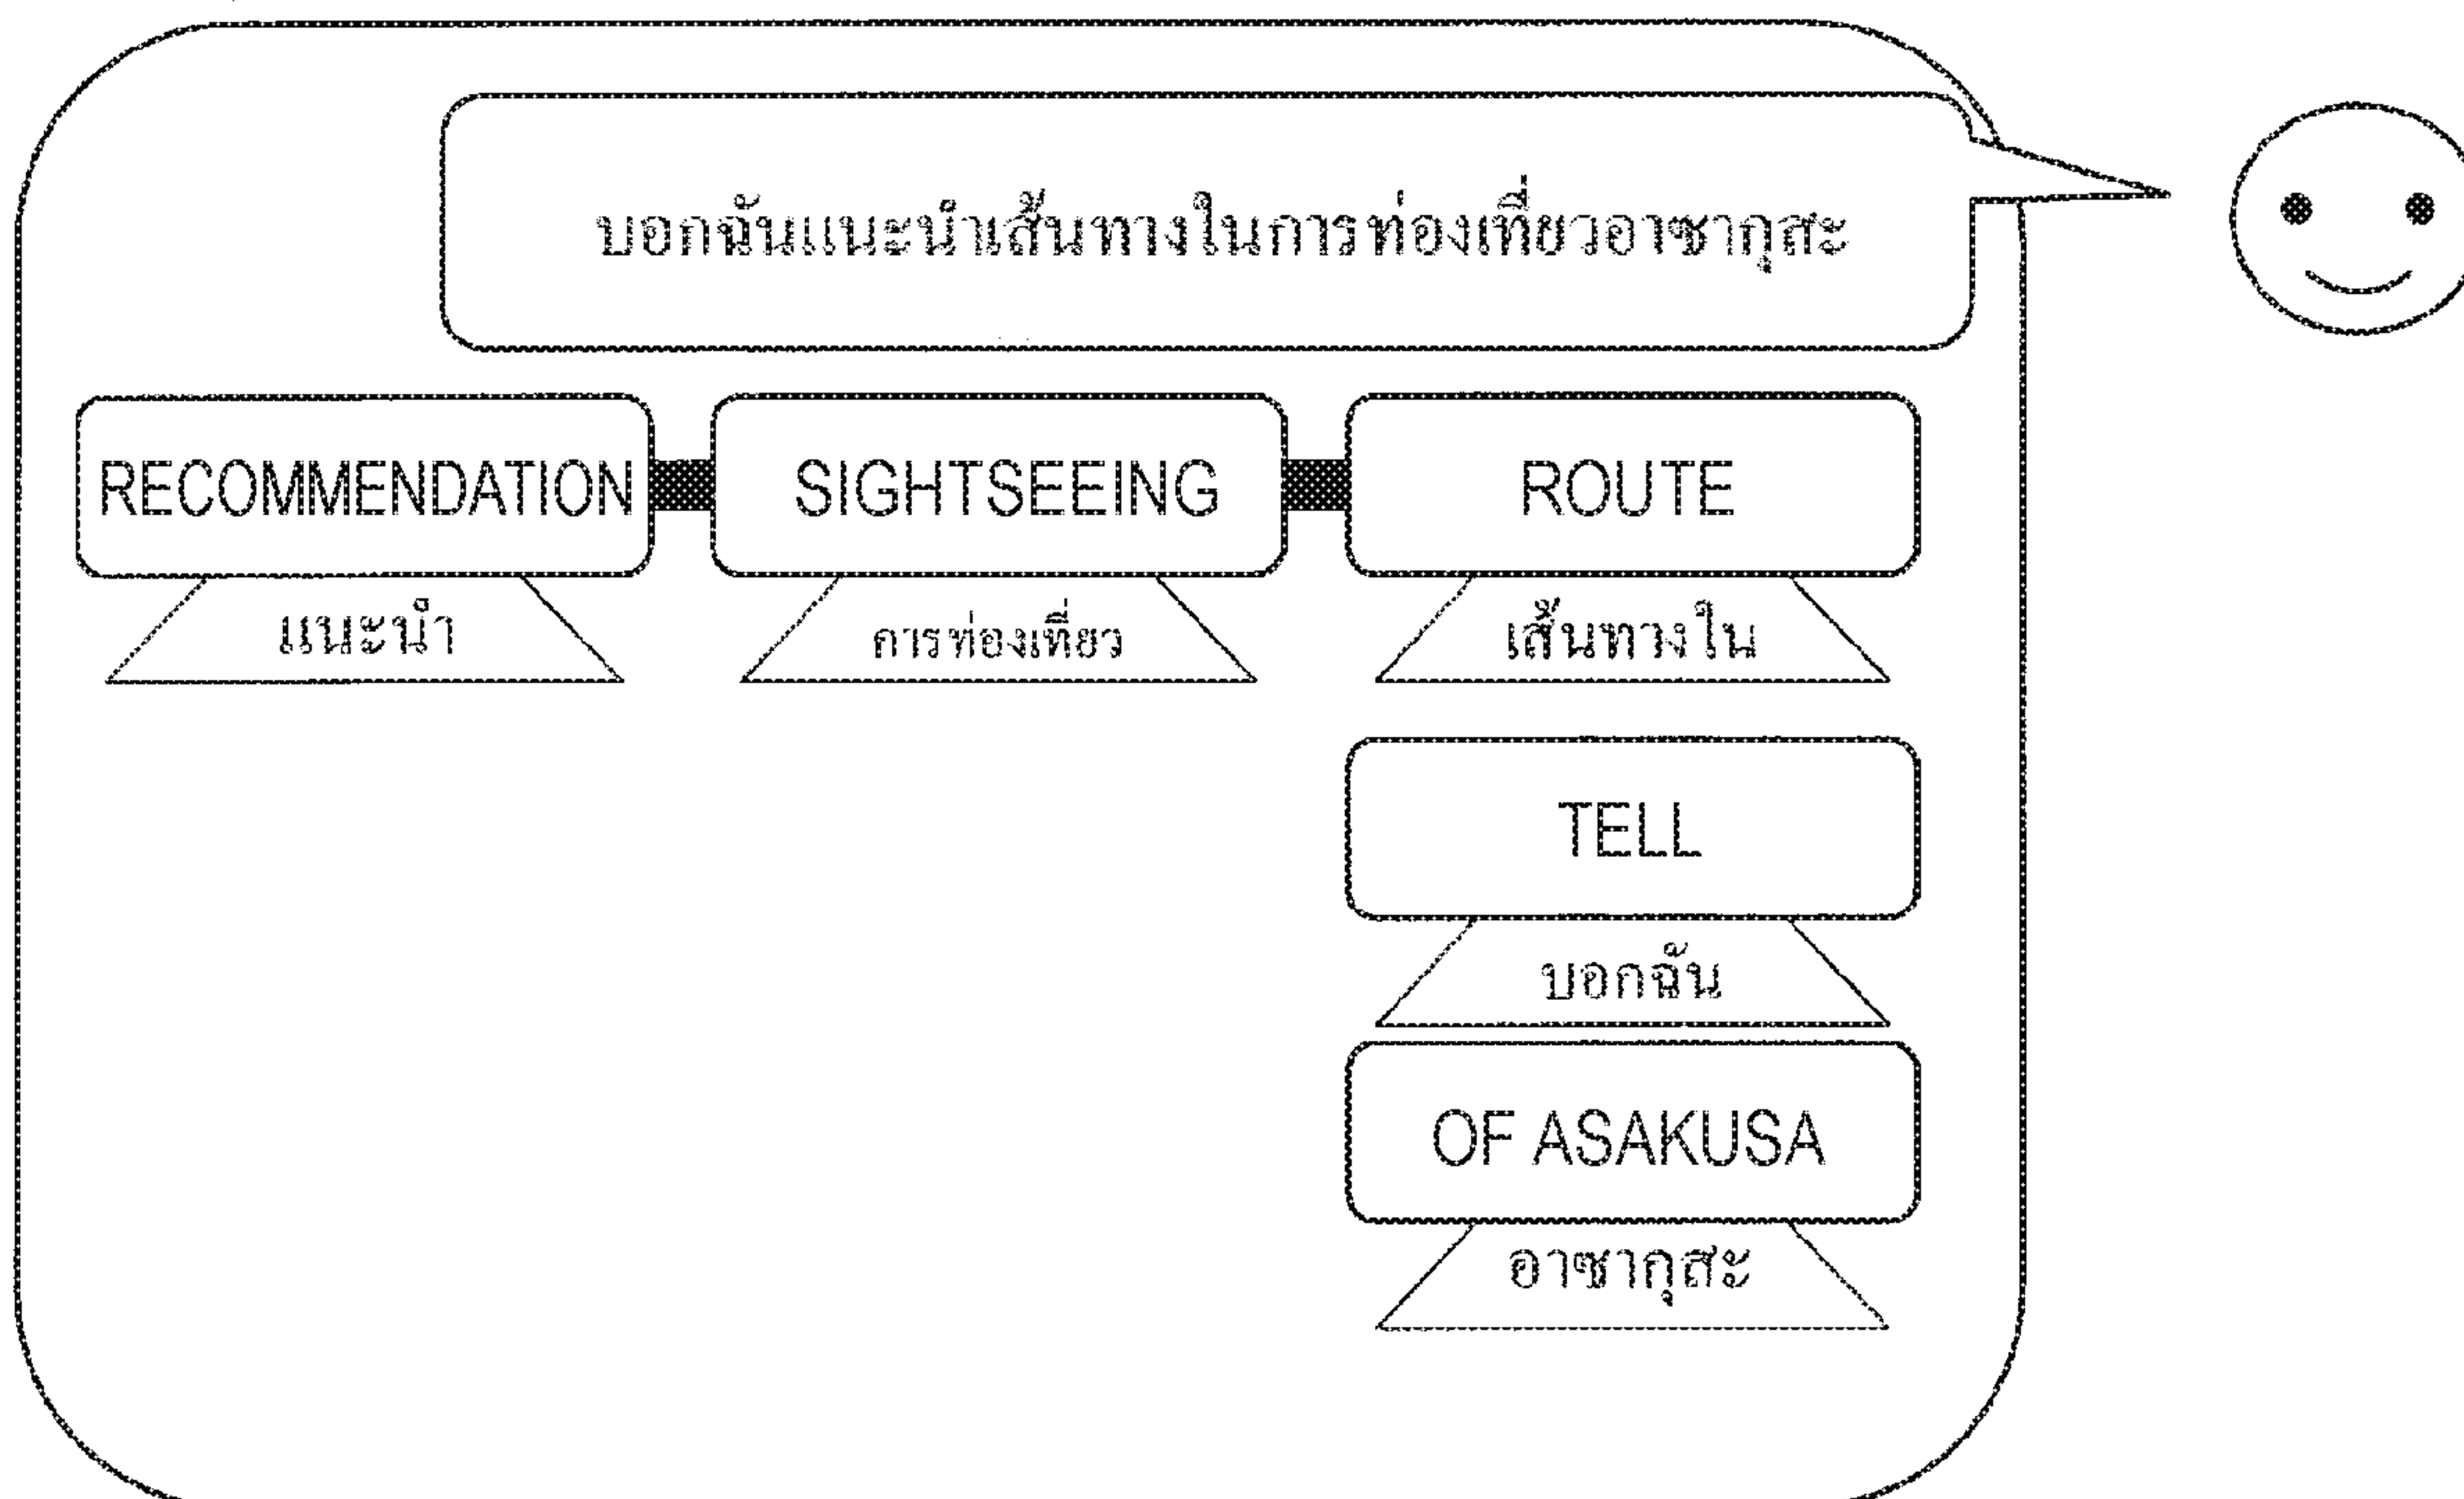 บอกฉันแนะนำเส้นทางในการท่องเที่ยวอาซากุสะ
RECOMMENDATION SIGHTSEEING ROUTE
แนะนำ การท่องเที่ยว เส้นทางใน
TELL
บอกฉัน
OF ASAKUSA
อาซากุสะ